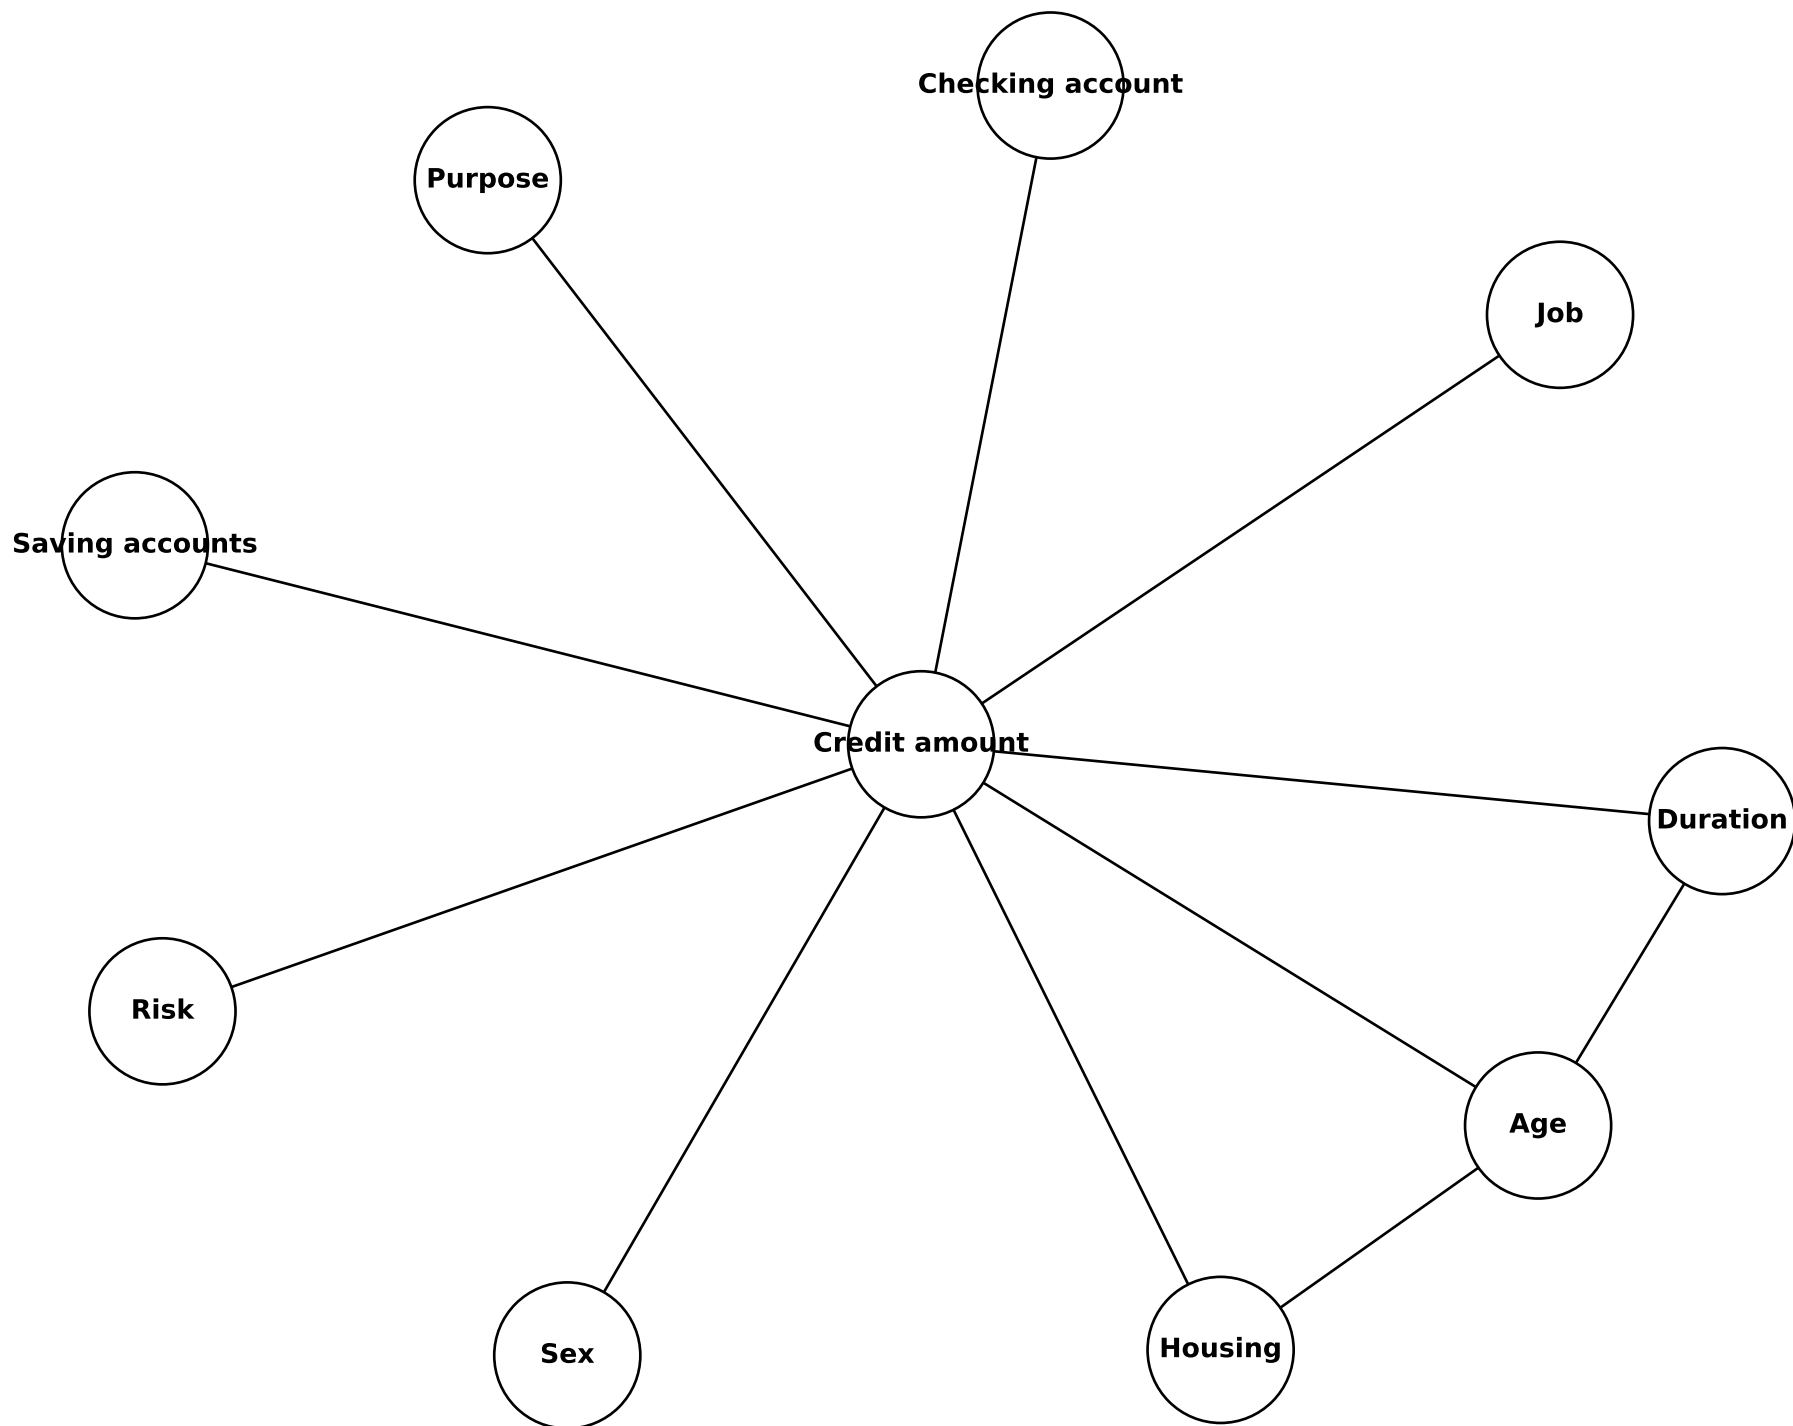 Checking account
Purpose
Job
Saving accounts
Credit amount
Duration
Risk
Age
Housing
Sex